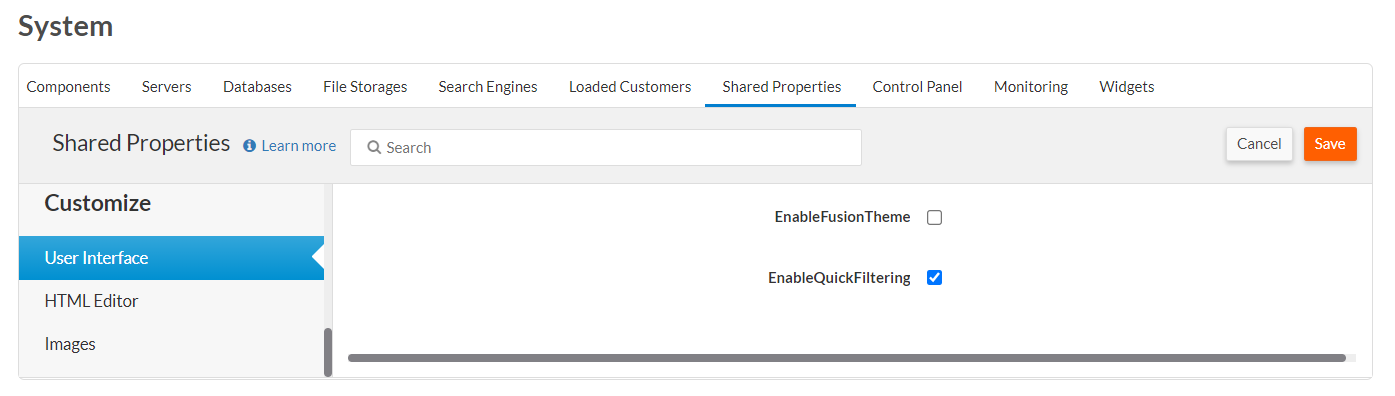 System
Components Servers Databases File Storages Search Engines Loaded Customers Shared Properties Control Panel Monitoring Widgets
Shared Properties Learn more Search Cancel Save
Customize
User Interface
HTML Editor
Images
EnableFusionTheme
EnableQuickFiltering